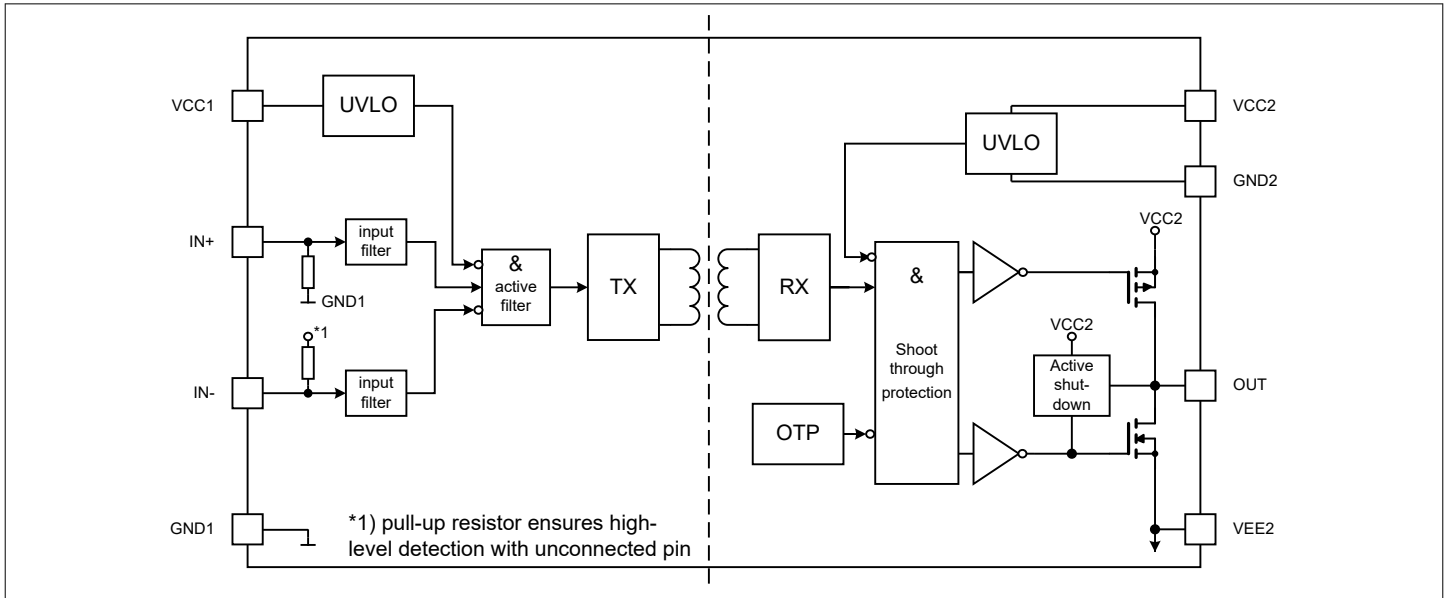 VCC1
UVLO
VCC2
UVLO
GND2
VCC2
IN+
input
filter
&
active
filter
TX
RX
&
GND1
*1
VCC2
Shoot
through
protection
Active
shut-
down
OUT
IN-
input
filter
OTP
GND1
*1) pull-up resistor ensures high-
level detection with unconnected pin
VEE2